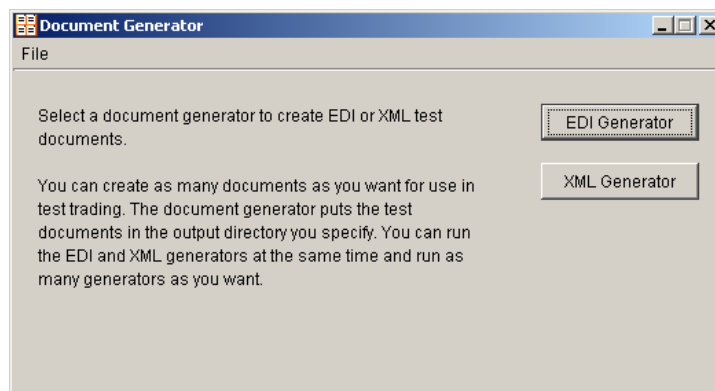 Document Generator
File
Select a document generator to create EDI or XML test
documents.
EDI Generator
XML Generator
You can create as many documents as you want for use in
test trading. The document generator puts the test
documents in the output directory you specify. You can run
the EDI and XML generators at the same time and run as
many generators as you want.